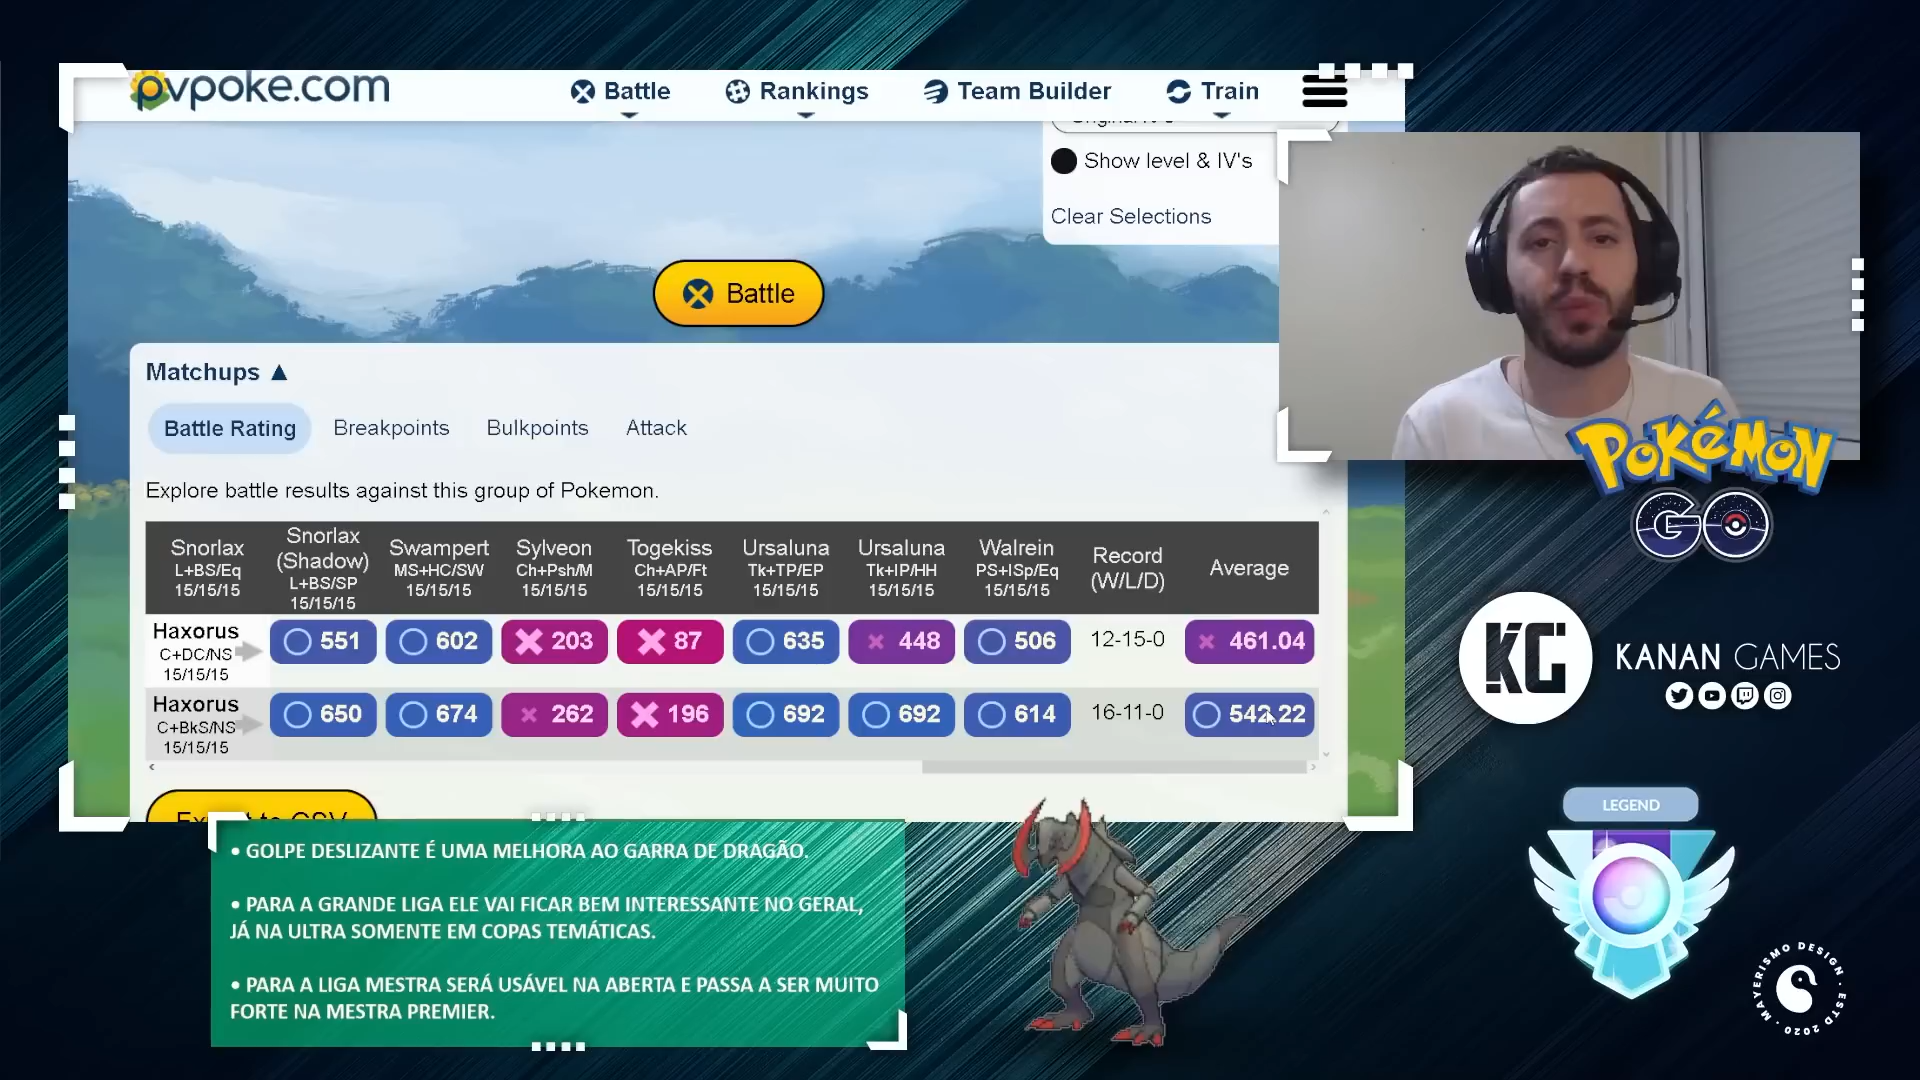 pvpoke.com
Battle
Rankings
Team Builder
Train
Show level & IV's
Clear Selections
Battle
Matchups ▲
Battle Rating
Breakpoints
Bulkpoints
Attack
Explore battle results against this group of Pokemon.
Snorlax L+BS/Eq 15/15/15
Snorlax (Shadow) L+BS/SP 15/15/15
Swampert MS+HC/SW 15/15/15
Sylveon Ch+Psh/M 15/15/15
Togekiss Ch+AP/Ft 15/15/15
Ursaluna Tk+TP/EP 15/15/15
Ursaluna Tk+IP/HH 15/15/15
Walrein PS+ISp/Eq 15/15/15
Record (W/L/D)
Average
Haxorus C+DC/NS 15/15/15
551 602 203 87 635 448 506 12-15-0 461.04
Haxorus C+BkS/NS 15/15/15
650 674 262 196 692 692 614 16-11-0 542.22
• GOLPE DESLIZANTE É UMA MELHORA AO GARRA DE DRAGÃO.
• PARA A GRANDE LIGA ELE VAI FICAR BEM INTERESSANTE NO GERAL,
JÁ NA ULTRA SOMENTE EM COPAS TEMÁTICAS.
• PARA A LIGA MESTRA SERÁ USÁVEL NA ABERTA E PASSA A SER MUITO
FORTE NA MESTRA PREMIER.
POKÉMON
GO
KG
KANAN GAMES
LEGEND
MAYERISMO DESIGN · ESTD 2020 ·